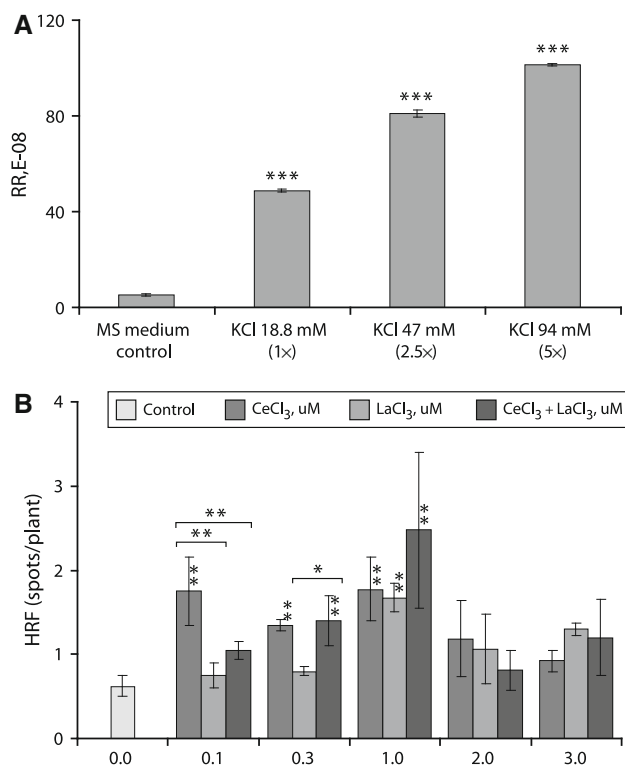 A
120
***
***
***
80
RR,E-08
40
0
MS medium control
KCl 18.8 mM (1×)
KCl 47 mM (2.5×)
KCl 94 mM (5×)
B
4
Control
CeCl₃, uM
LaCl₃, uM
CeCl₃ + LaCl₃, uM
3
HRF (spots/plant)
**
**
**
*
**
**
**
**
**
2
1
0
0.0
0.1
0.3
1.0
2.0
3.0